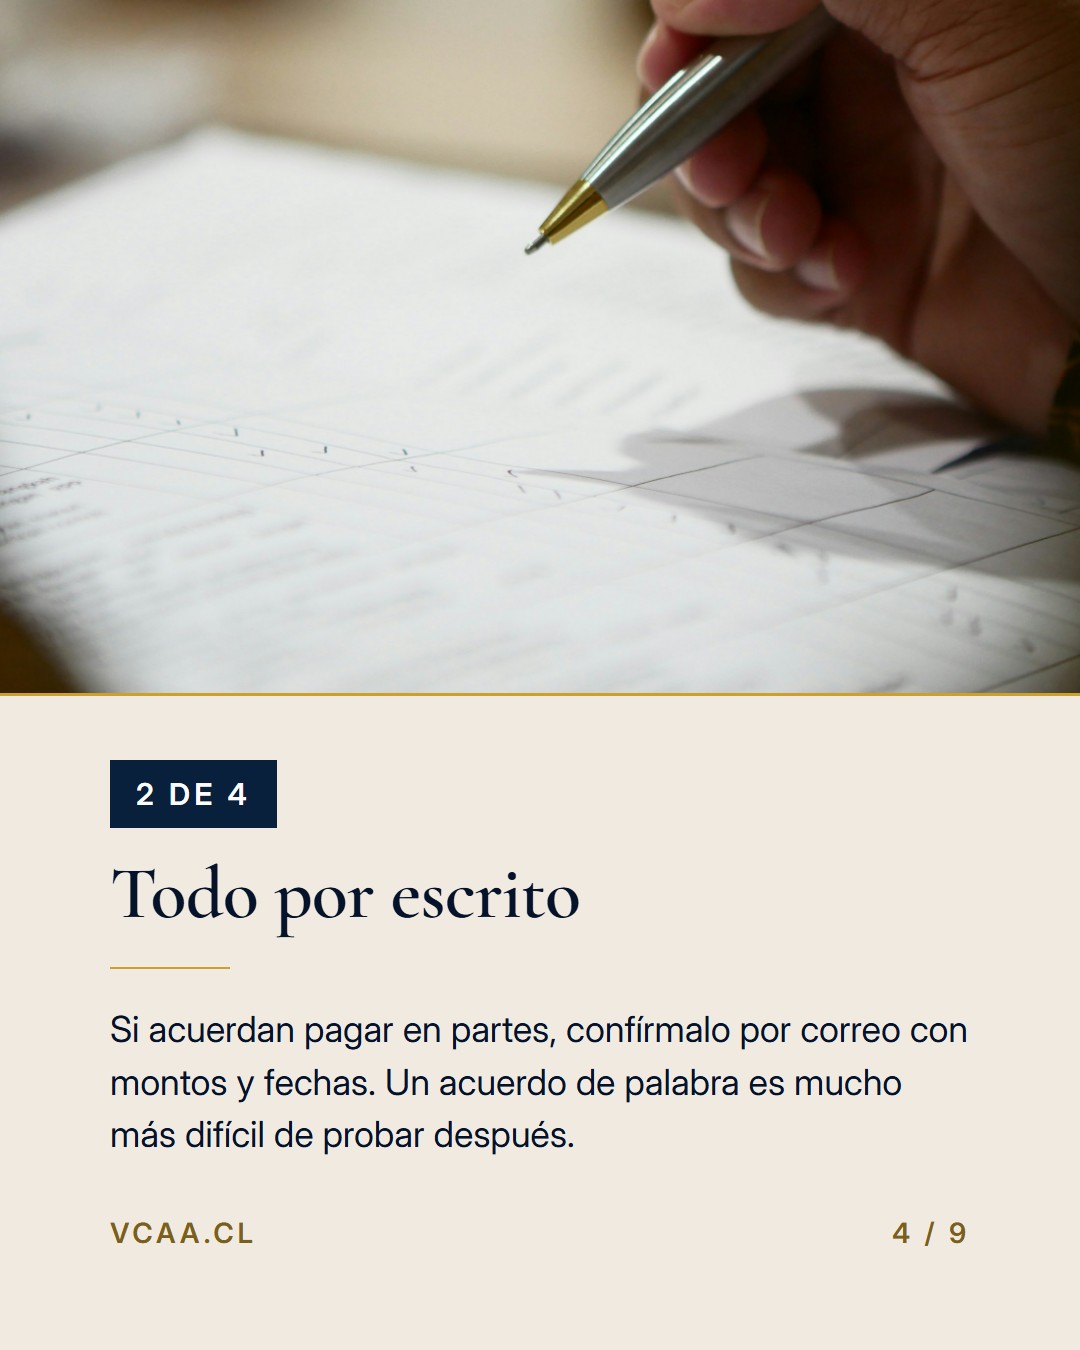 2 DE 4
Todo por escrito
Si acuerdan pagar en partes, confírmalo por correo con
montos y fechas. Un acuerdo de palabra es mucho
más difícil de probar después.
VCAA.CL
4 / 9